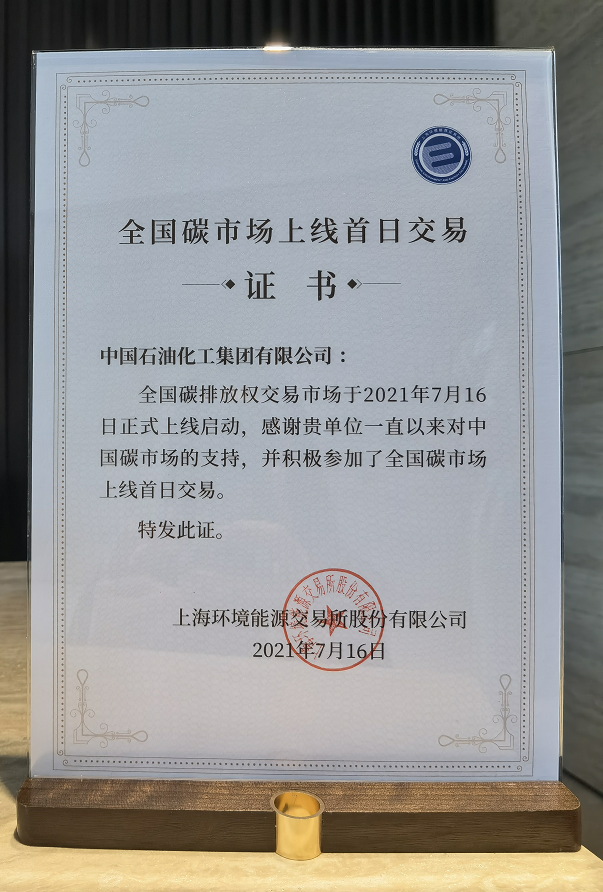 全国碳市场上线首日交易
证 书
中国石油化工集团有限公司：
全国碳排放权交易市场于2021年7月16
日正式上线启动，感谢贵单位一直以来对中
国碳市场的支持，并积极参加了全国碳市场
上线首日交易。
特发此证。
上海环境能源交易所股份有限公司
2021年7月16日